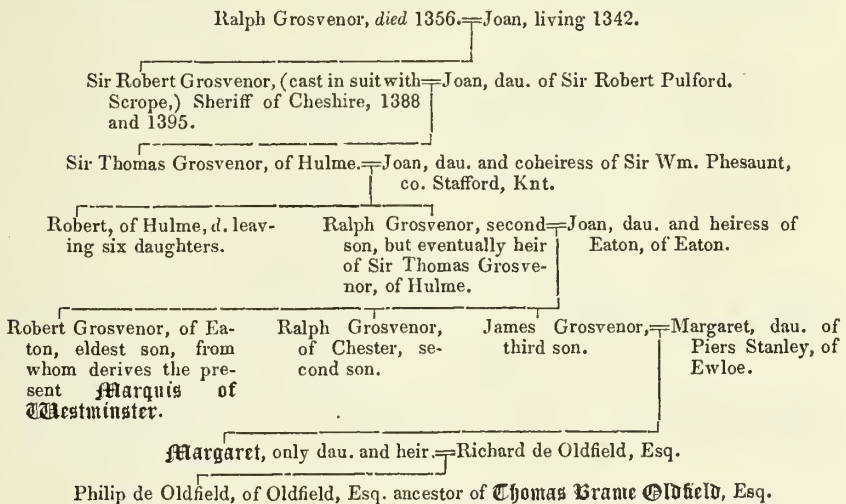 Ralph Grosvenor, died 1356.=Joan, living 1342.
Sir Robert Grosvenor, (cast in suit with=Joan, dau. of Sir Robert Pulford.
Scrope,) Sheriff of Cheshire, 1388
and 1395.
Sir Thomas Grosvenor, of Hulme.=Joan, dau. and coheiress of Sir Wm. Phesaunt,
co. Stafford, Knt.
Robert, of Hulme, d. leav-
ing six daughters.
Ralph Grosvenor, second=Joan, dau. and heiress of
son, but eventually heir
Eaton, of Eaton.
of Sir Thomas Grosve-
nor, of Hulme.
Robert Grosvenor, of Ea-
ton, eldest son, from
whom derives the pre-
sent Marquis of
Westminster.
Ralph Grosvenor,
of Chester, se-
cond son.
James Grosvenor,=Margaret, dau. of
third son.
Piers Stanley, of
Ewloe.
Margaret, only dau. and heir.=Richard de Oldfield, Esq.
Philip de Oldfield, of Oldfield, Esq. ancestor of Thomas Brame Oldfield, Esq.